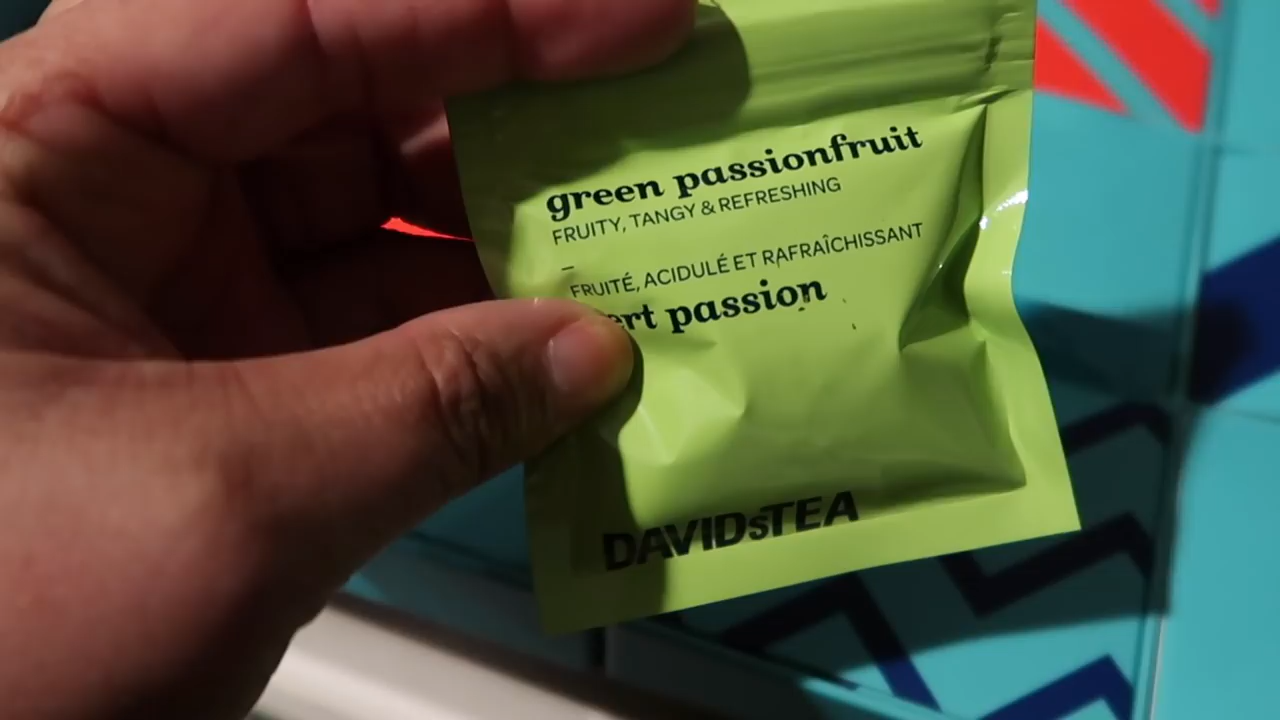 green passionfruit
FRUITY, TANGY & REFRESHING
–
FRUITÉ, ACIDULÉ ET RAFRAÎCHISSANT
passion
DAVIDsTEA